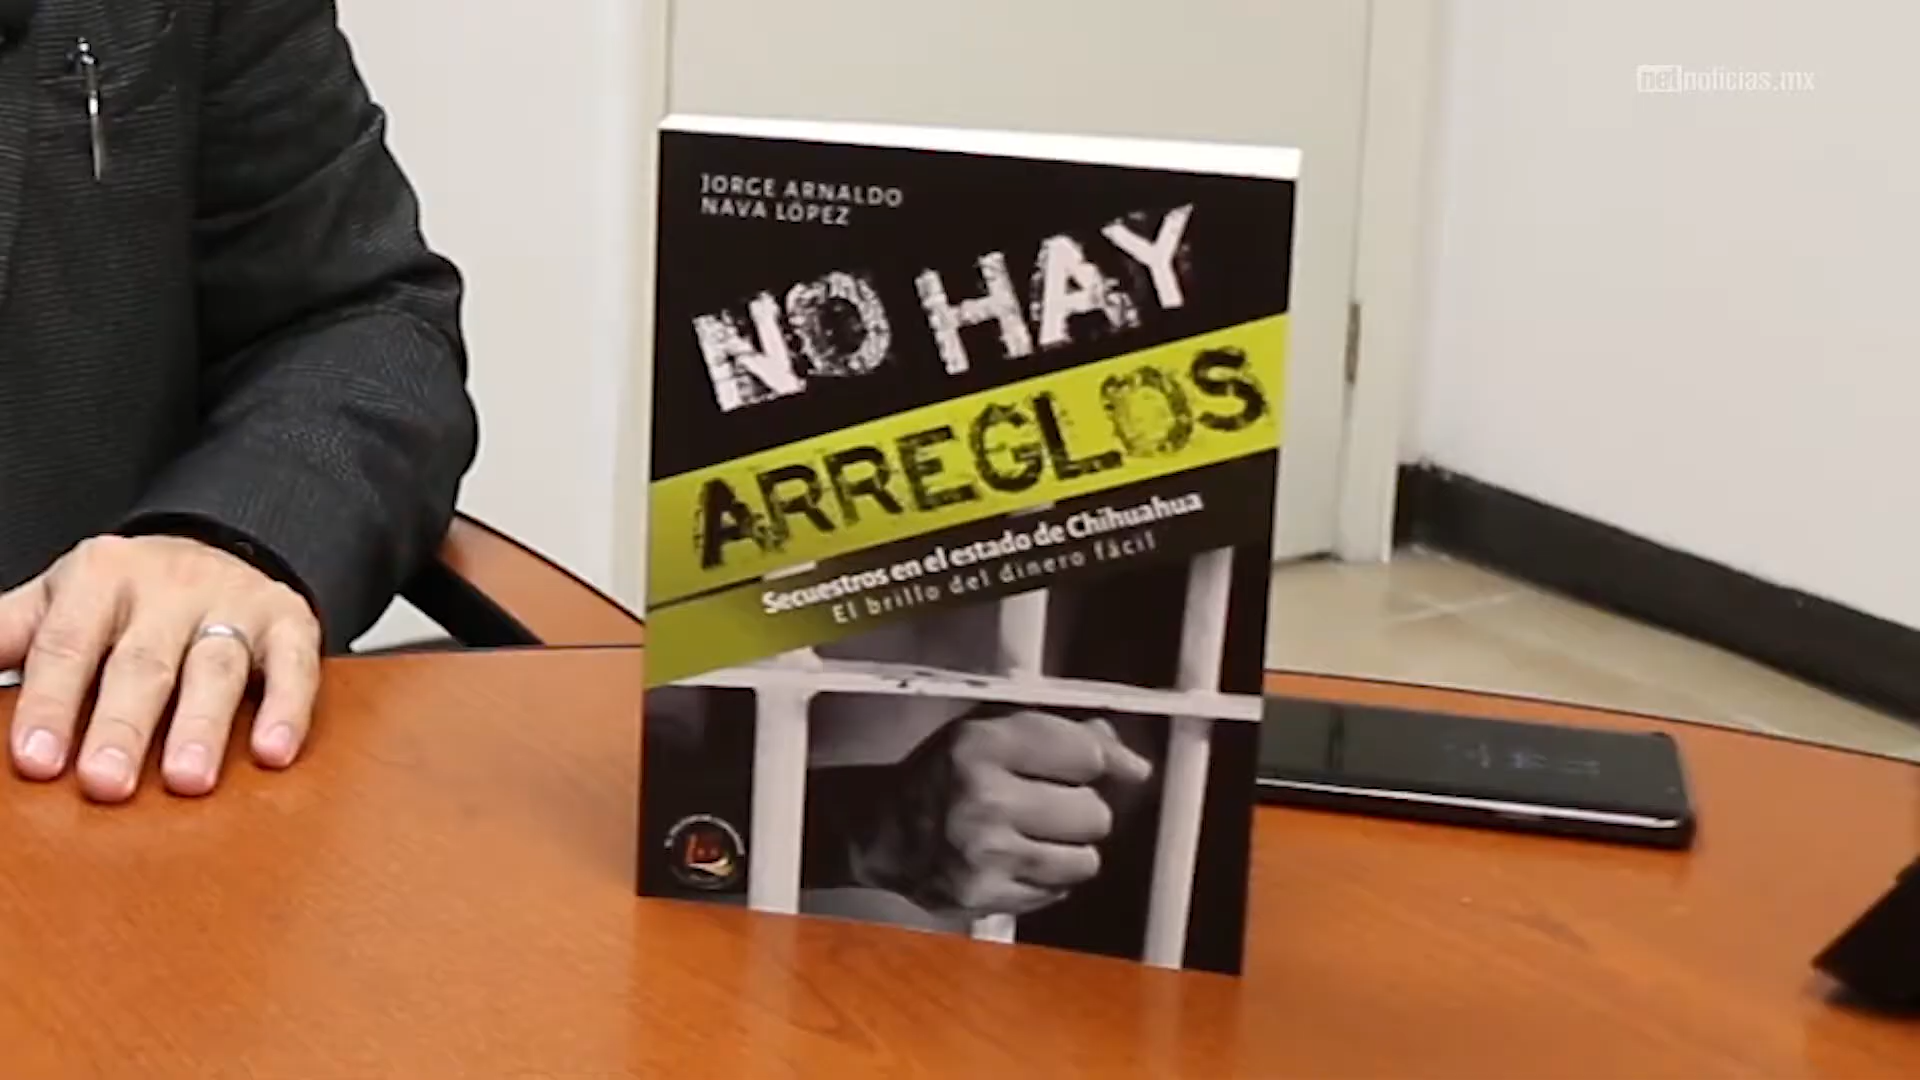 netnoticias.mx
JORGE ARNALDO
NAVA LÓPEZ
NO HAY
ARREGLOS
Secuestros en el estado de Chihuahua
El brillo del dinero fácil